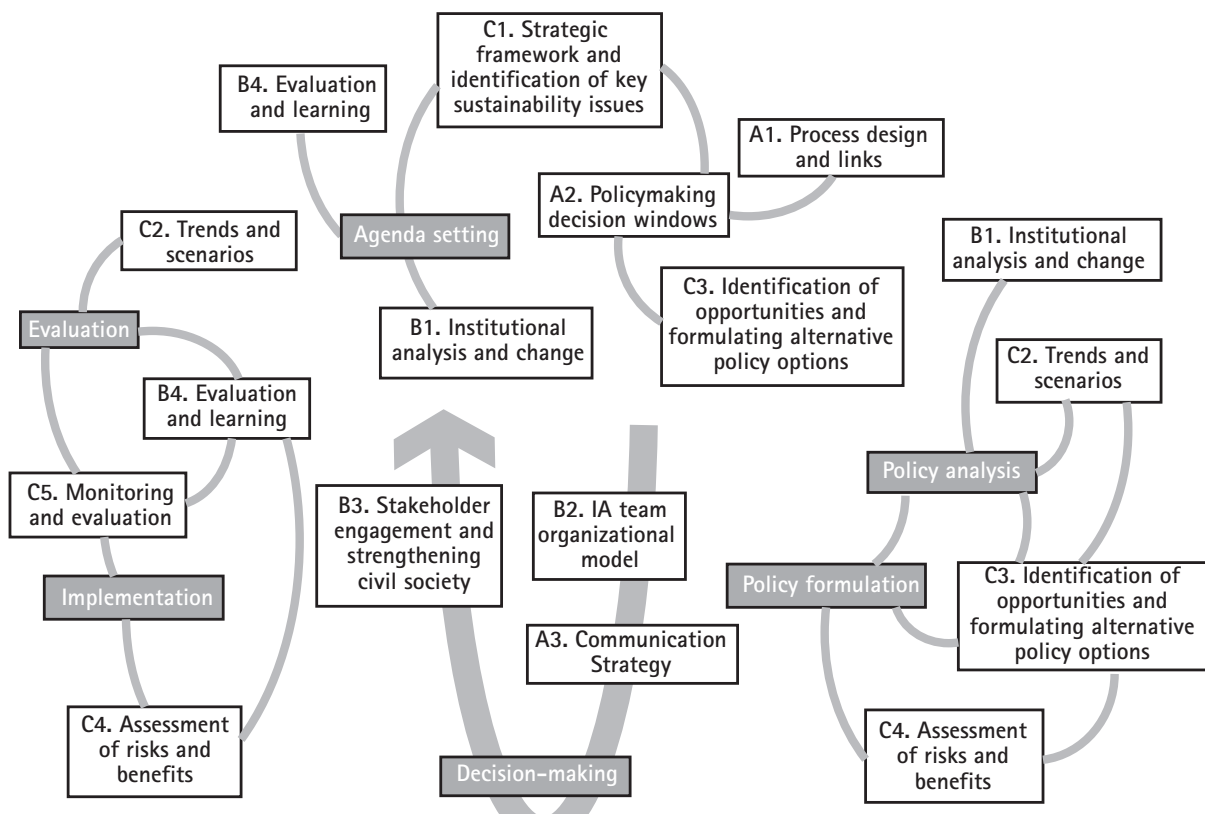 C1. Strategic
framework and
identification of key
sustainability issues
B4. Evaluation
and learning
A1. Process design
and links
A2. Policymaking
decision windows
C2. Trends and
scenarios
Agenda setting
B1. Institutional
analysis and change
C3. Identification of
opportunities and
formulating alternative
policy options
Evaluation
B1. Institutional
analysis and change
C2. Trends and
scenarios
B4. Evaluation
and learning
Policy analysis
C5. Monitoring
and evaluation
B3. Stakeholder
engagement and
strengthening
civil society
B2. IA team
organizational
model
Implementation
Policy formulation
C3. Identification of
opportunities and
formulating alternative
policy options
A3. Communication
Strategy
C4. Assessment
of risks and
benefits
Decision-making
C4. Assessment
of risks and
benefits